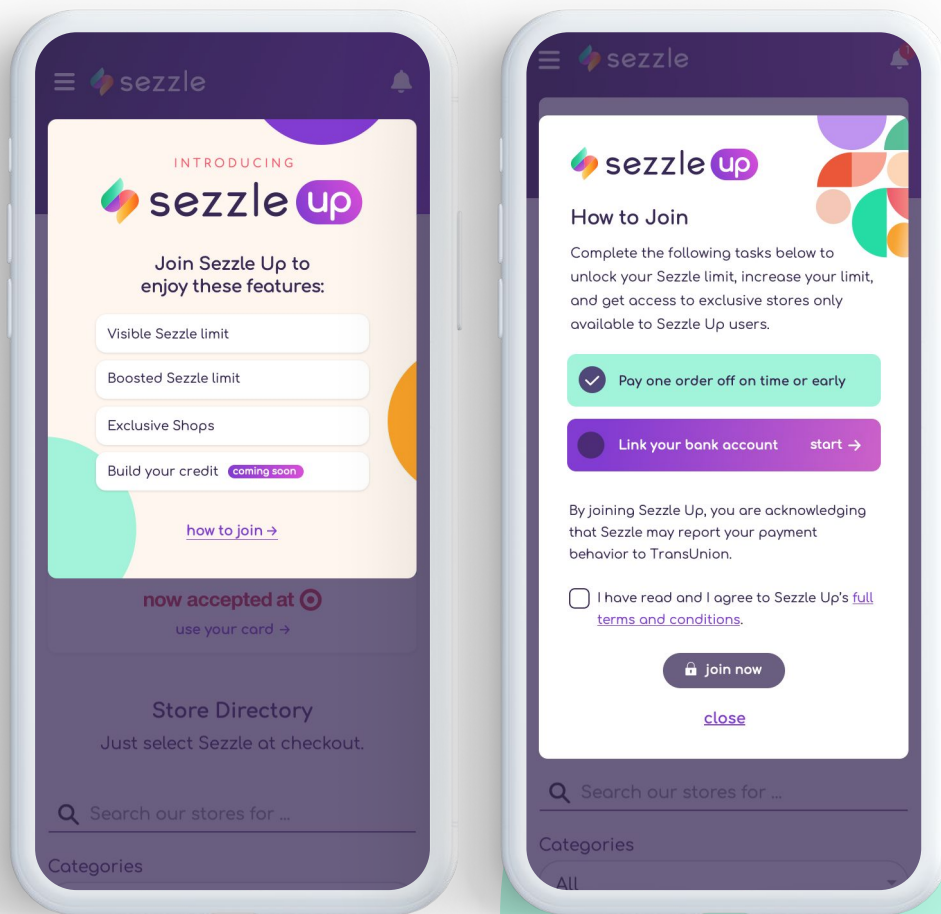 sezzle
INTRODUCING
sezzle up
Join Sezzle Up to
enjoy these features:
Visible Sezzle limit
Boosted Sezzle limit
Exclusive Shops
Build your credit coming soon
how to join →
now accepted at
use your card →
Store Directory
Just select Sezzle at checkout.
Search our stores for ...
Categories
sezzle
1
sezzle up
How to Join
Complete the following tasks below to
unlock your Sezzle limit, increase your limit,
and get access to exclusive stores only
available to Sezzle Up users.
Pay one order off on time or early
Link your bank account start →
By joining Sezzle Up, you are acknowledging
that Sezzle may report your payment
behavior to TransUnion.
I have read and I agree to Sezzle Up's full
terms and conditions.
join now
close
Search our stores for ...
Categories
All